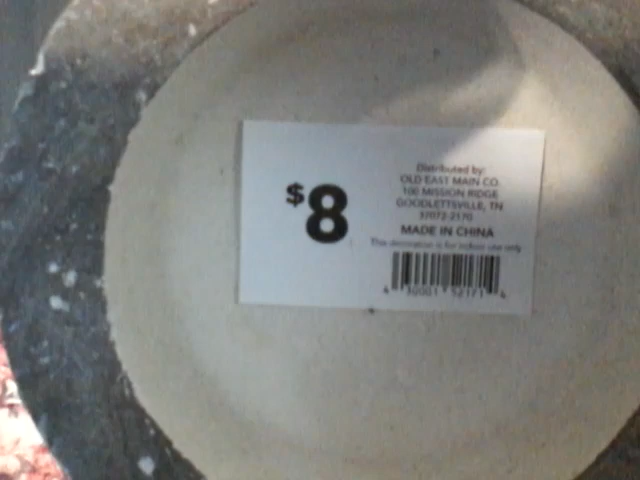 $8
Distributed by:
OLD EAST MAIN CO.
100 MISSION RIDGE
GOODLETTSVILLE, TN
37072-2170
MADE IN CHINA
This decoration is for indoor use only